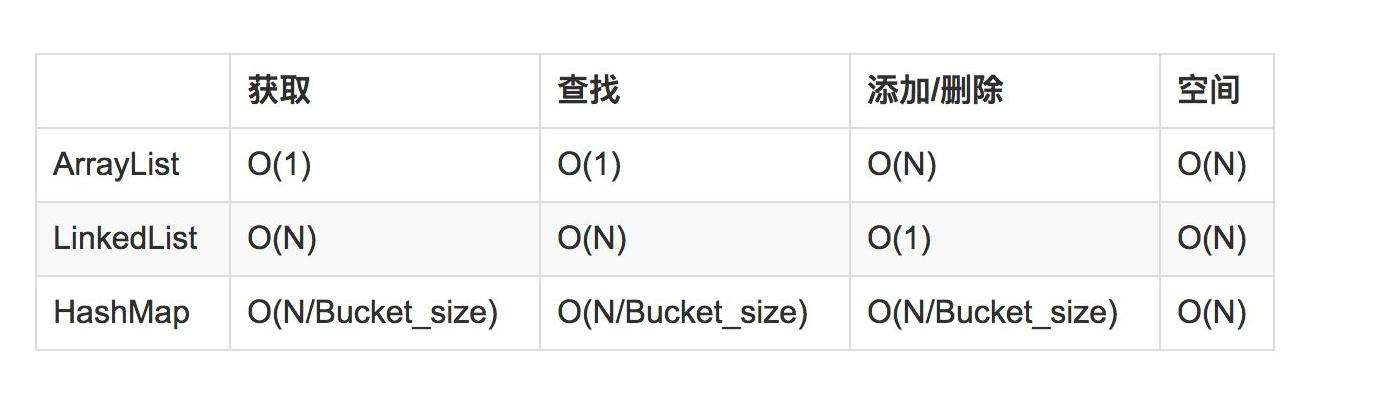 获取 查找 添加/删除 空间
ArrayList O(1) O(1) O(N) O(N)
LinkedList O(N) O(N) O(1) O(N)
HashMap O(N/Bucket_size) O(N/Bucket_size) O(N/Bucket_size) O(N)